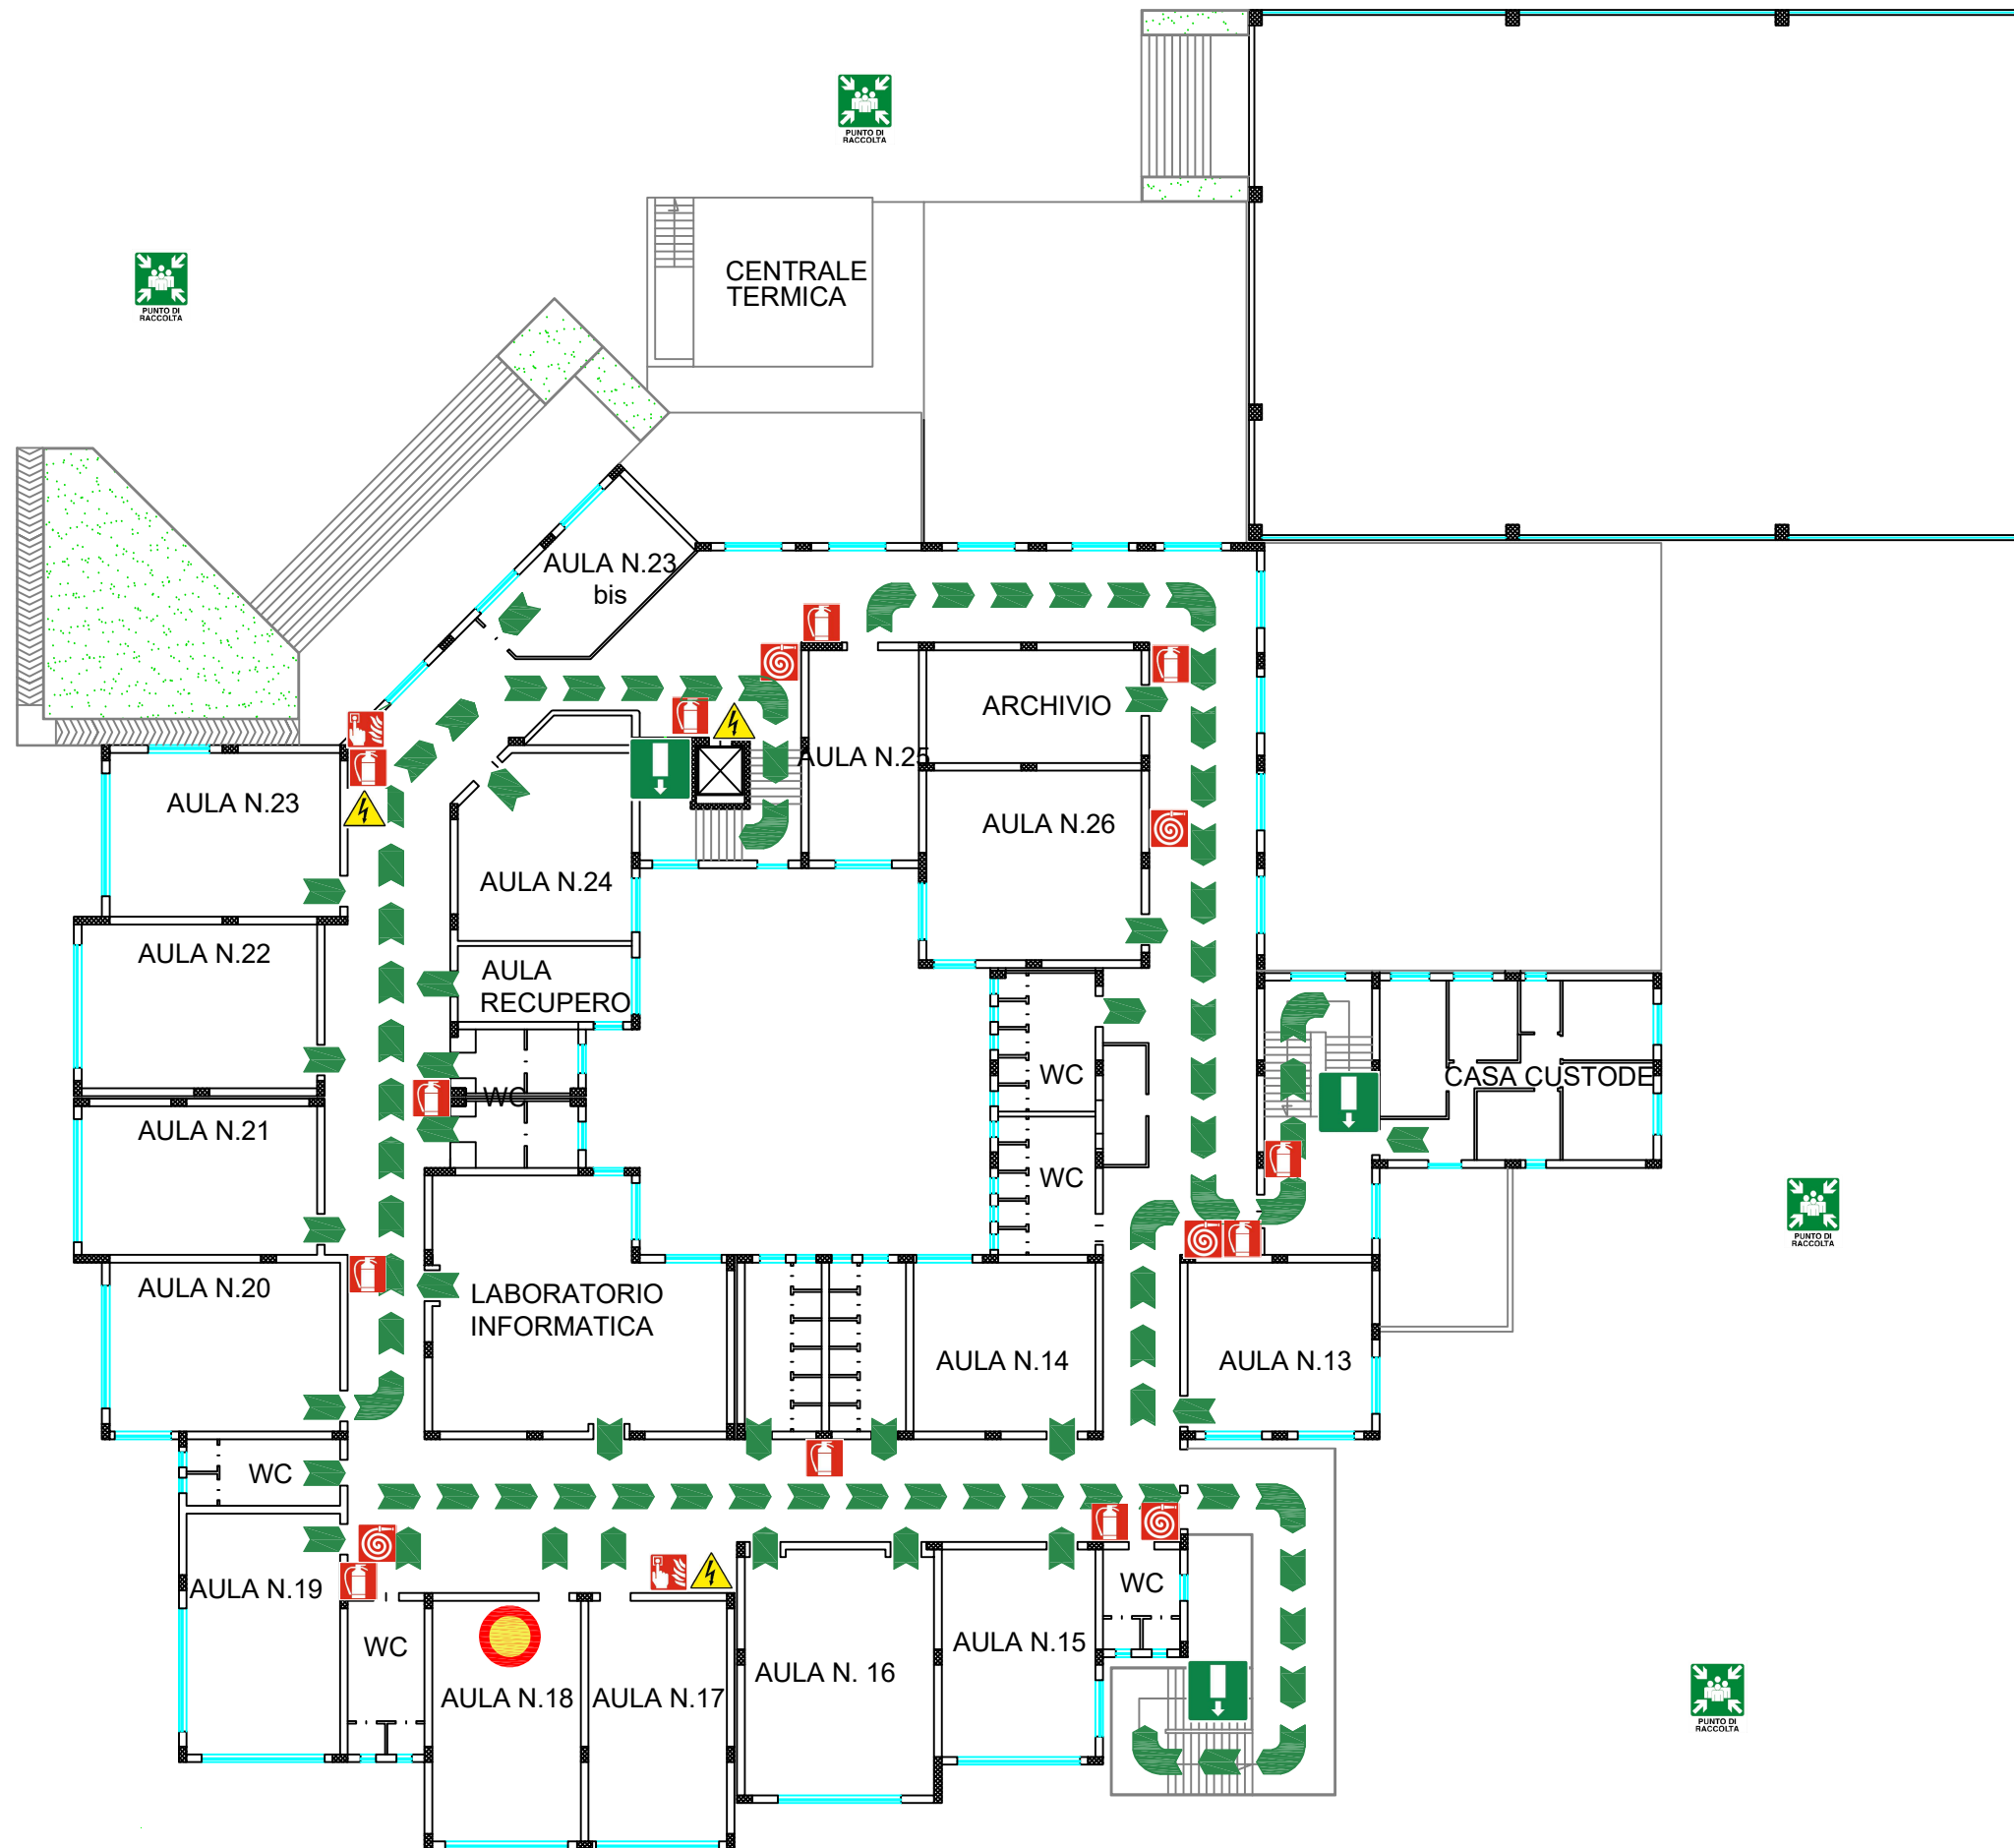 PUNTO DI
RACCOLTA
PUNTO DI
RACCOLTA
CENTRALE
TERMICA
AULA N.23
bis
ARCHIVIO
AULA N.25
AULA N.23
AULA N.26
AULA N.24
AULA N.22
AULA
RECUPERO
WC
CASA CUSTODE
WC
AULA N.21
WC
PUNTO DI
RACCOLTA
AULA N.20
LABORATORIO
INFORMATICA
AULA N.14
AULA N.13
WC
AULA N.19
WC
WC
AULA N.15
AULA N. 16
AULA N.18
AULA N.17
PUNTO DI
RACCOLTA